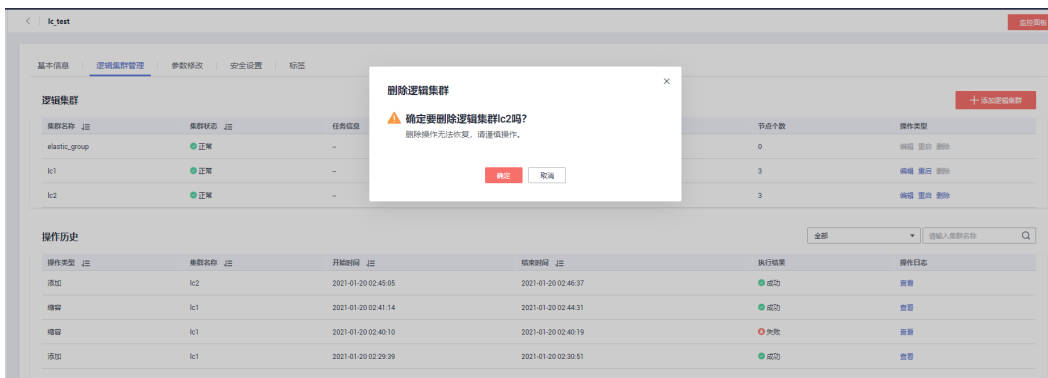 lc_test
监控面板
基本信息 逻辑集群管理 参数修改 安全设置 标签
逻辑集群
+ 添加逻辑集群
集群名称 集群状态 任务信息 节点个数 操作类型
elastic_group 正常 -- 0 编辑 重启 删除
lc1 正常 -- 3 编辑 重启 删除
lc2 正常 -- 3 编辑 重启 删除
删除逻辑集群
确定要删除逻辑集群lc2吗?
删除操作无法恢复,请谨慎操作。
确定 取消
操作历史
全部 请输入集群名称
操作类型 集群名称 开始时间 结束时间 执行结果 操作日志
添加 lc2 2021-01-20 02:45:05 2021-01-20 02:46:37 成功 查看
缩容 lc1 2021-01-20 02:41:14 2021-01-20 02:44:31 成功 查看
缩容 lc1 2021-01-20 02:40:10 2021-01-20 02:40:19 失败 查看
添加 lc1 2021-01-20 02:29:39 2021-01-20 02:30:51 成功 查看